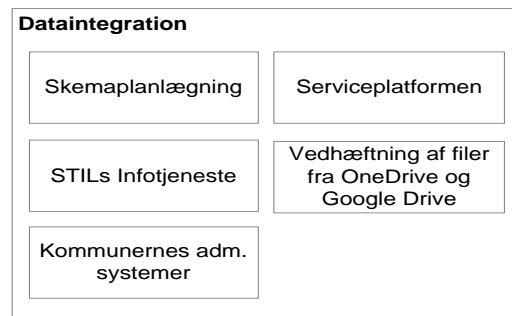 Dataintegration
Skemaplanlægning
Serviceplatformen
STILs Infotjeneste
Vedhæftning af filer
fra OneDrive og
Google Drive
Kommunernes adm.
systemer